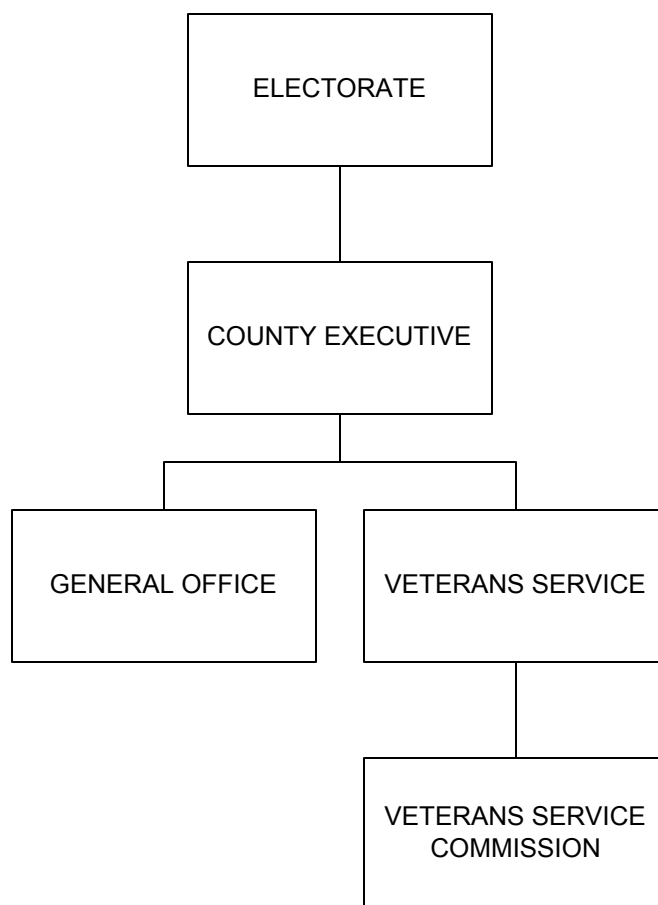 ELECTORATE
COUNTY EXECUTIVE
GENERAL OFFICE
VETERANS SERVICE
VETERANS SERVICE
COMMISSION